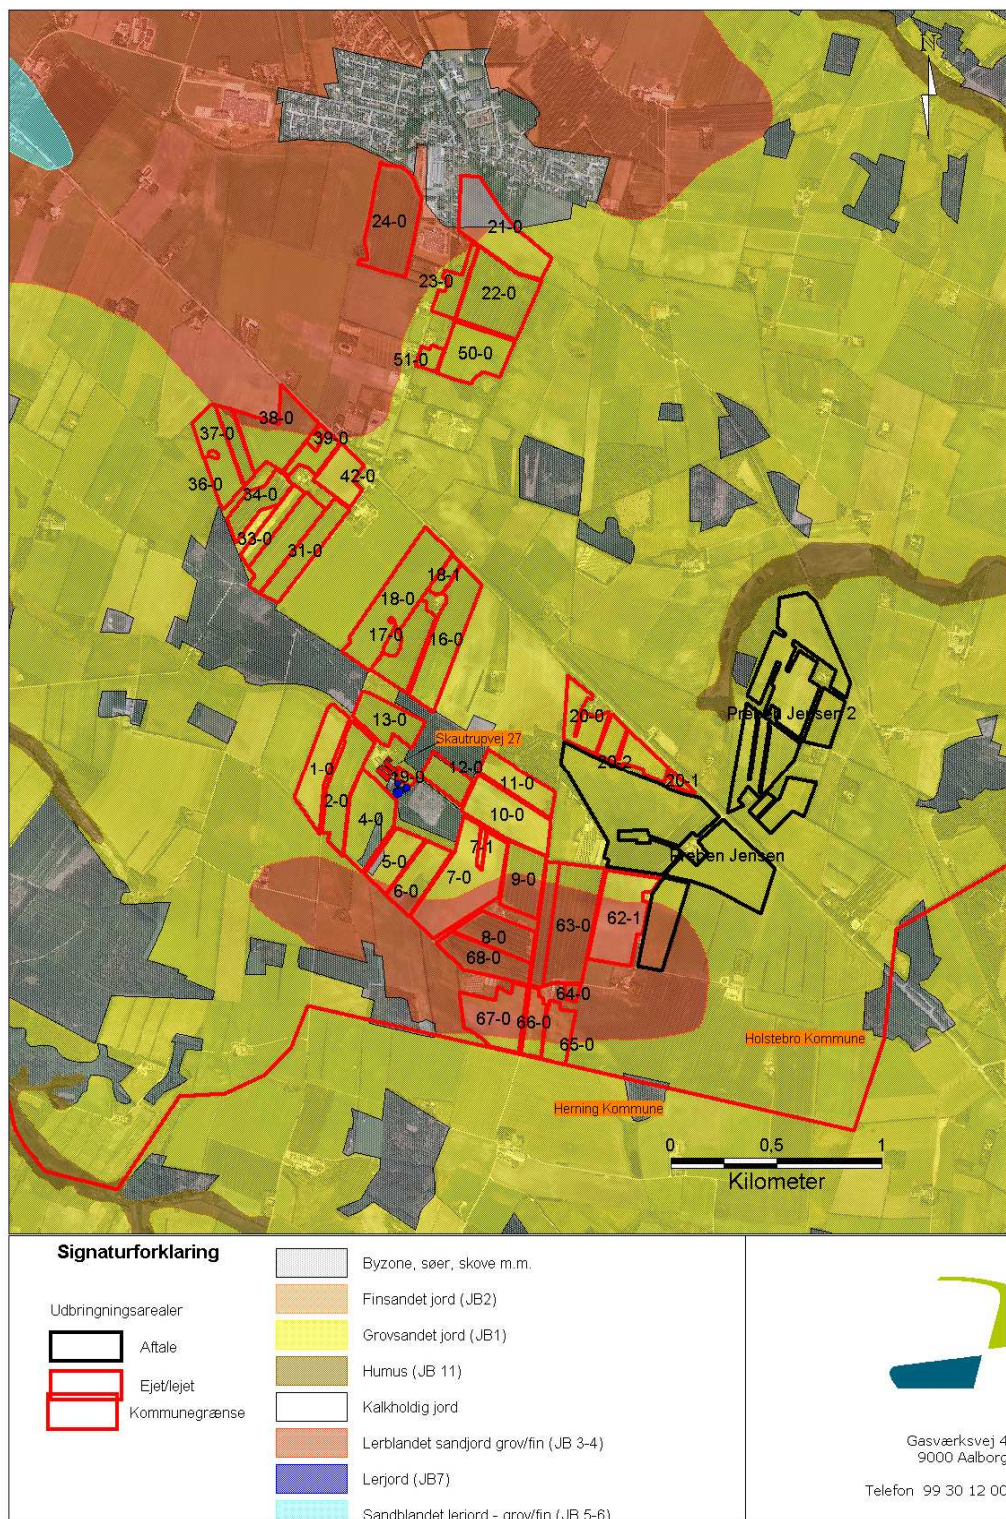 N
24-0
21-0
23-0
22-0
51-0
50-0
38-0
37-0
39-0
42-0
36-0
34-0
33-0
31-0
18-1
18-0
17-0
16-0
13-0
20-0
Preben Jensen 2
Skautrupvej 27
1-0
19-0
12-0
20-2
20-1
11-0
2-0
4-0
10-0
7-1
Preben Jensen
5-0
7-0
9-0
6-0
62-1
63-0
8-0
68-0
64-0
67-0
66-0
65-0
Holstebro Kommune
Herning Kommune
0 0,5 1
Kilometer
Signaturforklaring
Udbringningsarealer
Aftale
Ejet/lejet
Kommunegrænse
Byzone, søer, skove m.m.
Finsandet jord (JB2)
Grovsandet jord (JB1)
Humus (JB 11)
Kalkholdig jord
Lerblandet sandjord grov/fin (JB 3-4)
Lerjord (JB7)
Sandblandet lerjord - grov/fin (JB 5-6)
Gasværksvej 4
9000 Aalborg
Telefon 99 30 12 00